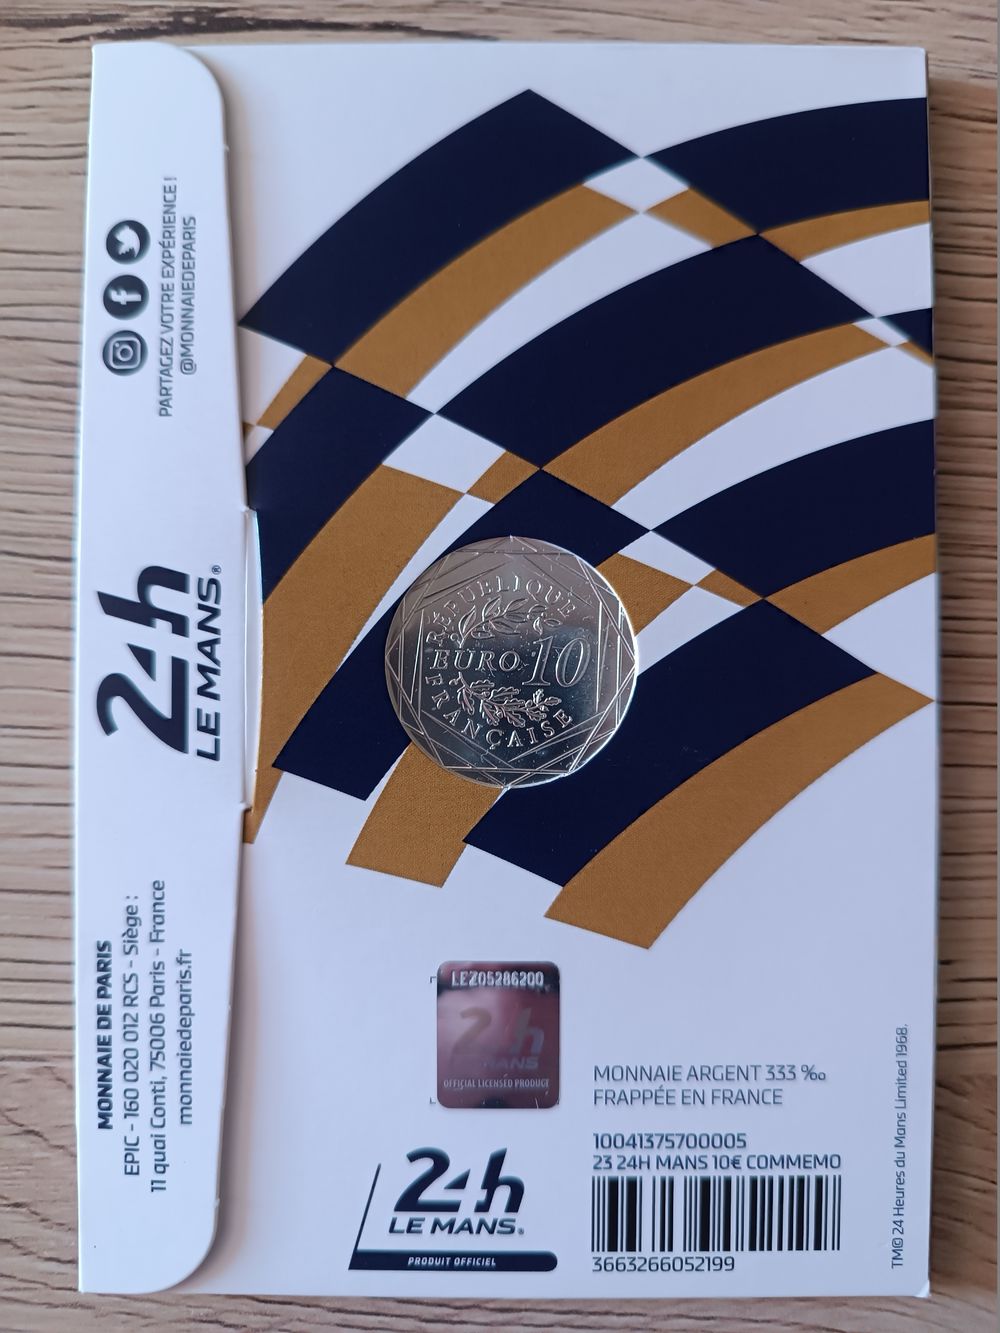 PARTAGEZ VOTRE EXPÉRIENCE !
@MONNAIEDEPARIS
24h
LE MANS®
MONNAIE DE PARIS
EPIC - 160 020 012 RCS - Siège :
11 quai Conti, 75006 Paris - France
monnaiedeparis.fr
RÉPUBLIQUE
EURO 10
FRANÇAISE
LEZ05286200
24h
LE MANS
OFFICIAL LICENSED PRODUCT
24h
LE MANS®
PRODUIT OFFICIEL
MONNAIE ARGENT 333 ‰
FRAPPÉE EN FRANCE
10041375700005
23 24H MANS 10€ COMMEMO
3663266052199
TM© 24 Heures du Mans Limited 1968.